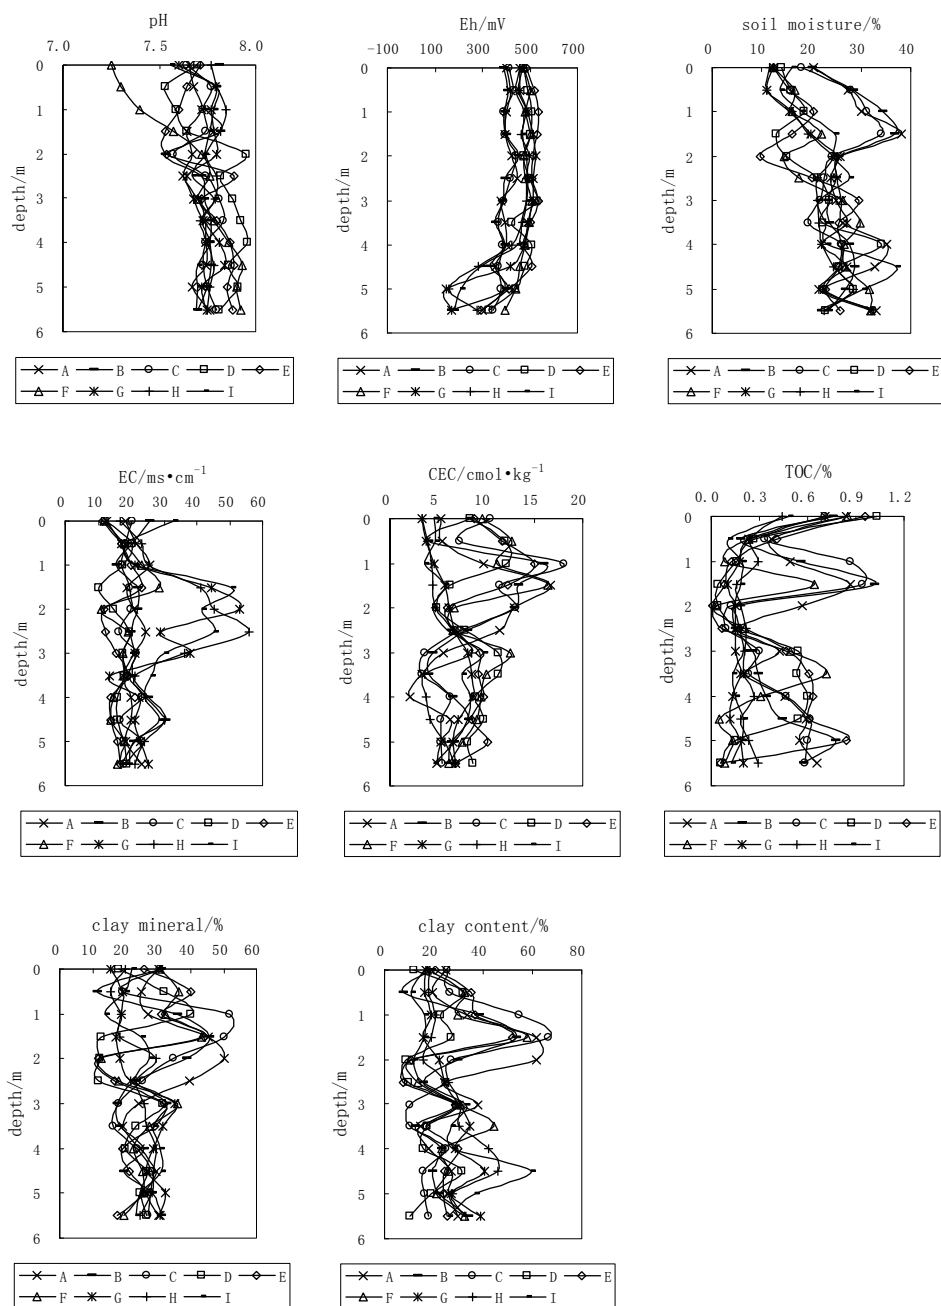 pH
7.0 7.5 8.0
0
1
2
3
4
5
6
depth/m
A B C D E
F G H I
Eh/mV
-100 100 300 500 700
0
1
2
3
4
5
6
depth/m
A B C D E
F G H I
soil moisture/%
0 10 20 30 40
0
1
2
3
4
5
6
depth/m
A B C D E
F G H I
EC/ms•cm⁻¹
0 10 20 30 40 50 60
0
1
2
3
4
5
6
depth/m
A B C D E
F G H I
CEC/cmol•kg⁻¹
0 5 10 15 20
0
1
2
3
4
5
6
depth/m
A B C D E
F G H I
TOC/%
0.0 0.3 0.6 0.9 1.2
0
1
2
3
4
5
6
depth/m
A B C D E
F G H I
clay mineral/%
0 10 20 30 40 50 60
0
1
2
3
4
5
6
depth/m
A B C D E
F G H I
clay content/%
0 20 40 60 80
0
1
2
3
4
5
6
depth/m
A B C D E
F G H I